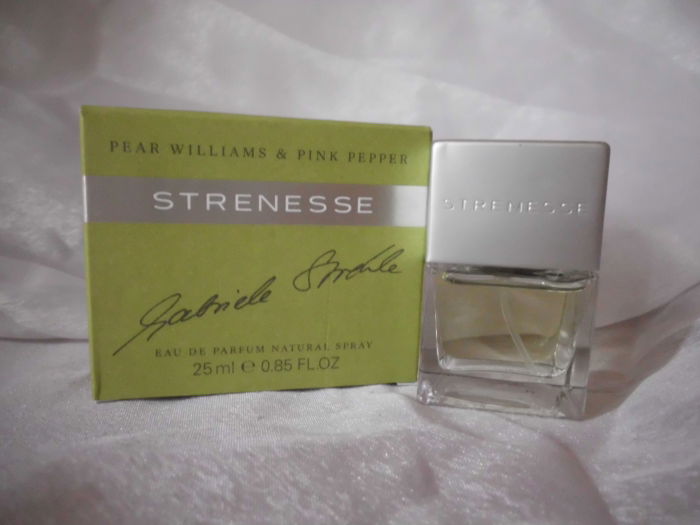 PEAR WILLIAMS & PINK PEPPER
STRENESSE
Gabriele Strehle
EAU DE PARFUM NATURAL SPRAY
25 ml ℮ 0.85 FL.OZ
STRENESSE